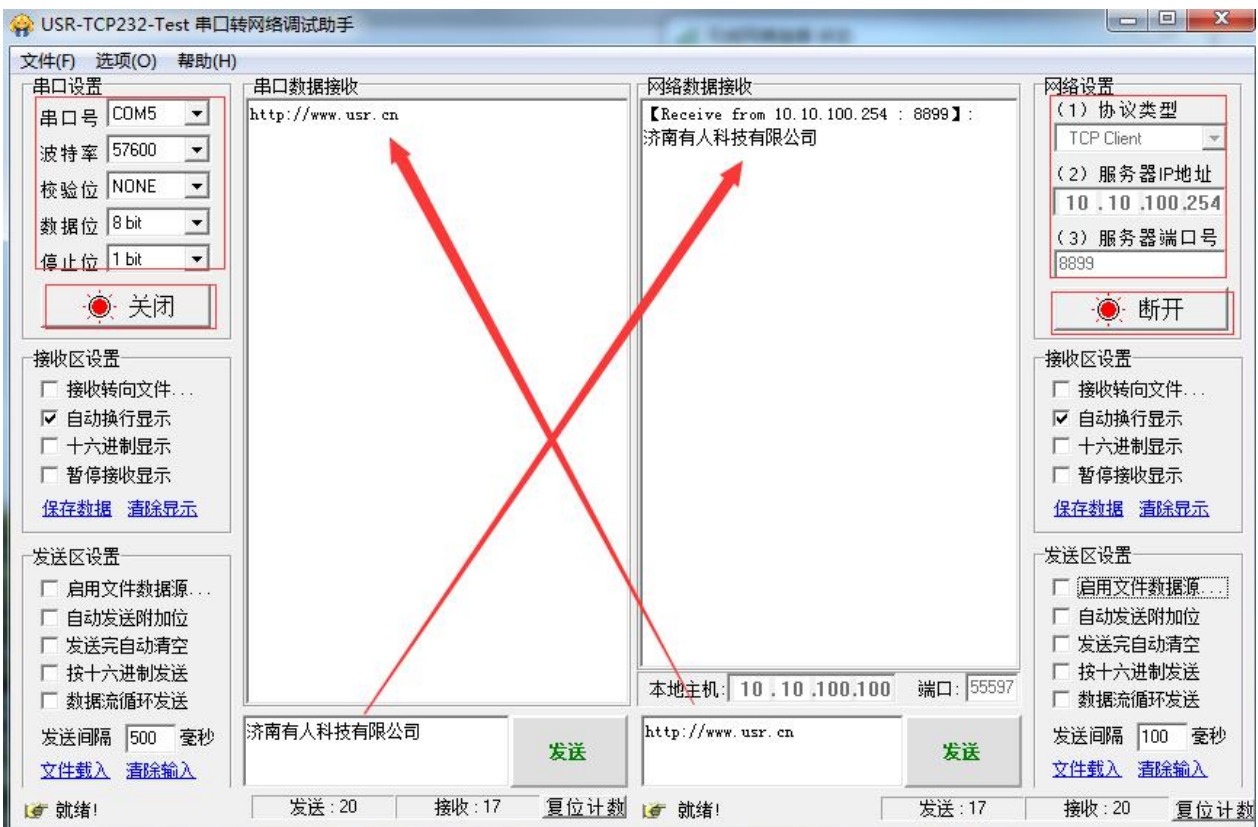 USR-TCP232-Test 串口转网络调试助手
文件(F) 选项(O) 帮助(H)
串口设置
串口号 COM5
波特率 57600
校验位 NONE
数据位 8 bit
停止位 1 bit
关闭
接收区设置
接收转向文件...
自动换行显示
十六进制显示
暂停接收显示
保存数据 清除显示
发送区设置
启用文件数据源...
自动发送附加位
发送完自动清空
按十六进制发送
数据流循环发送
发送间隔 500 毫秒
文件载入 清除输入
就绪!
串口数据接收
http://www.usr.cn
济南有人科技有限公司
发送
发送:20 接收:17 复位计数
网络数据接收
【Receive from 10.10.100.254 : 8899】:
济南有人科技有限公司
本地主机: 10 .10 .100.100 端口: 55597
http://www.usr.cn
发送
就绪!
发送:17 接收:20 复位计数
网络设置
(1) 协议类型
TCP Client
(2) 服务器IP地址
10 .10 .100.254
(3) 服务器端口号
8899
断开
接收区设置
接收转向文件...
自动换行显示
十六进制显示
暂停接收显示
保存数据 清除显示
发送区设置
启用文件数据源...
自动发送附加位
发送完自动清空
按十六进制发送
数据流循环发送
发送间隔 100 毫秒
文件载入 清除输入